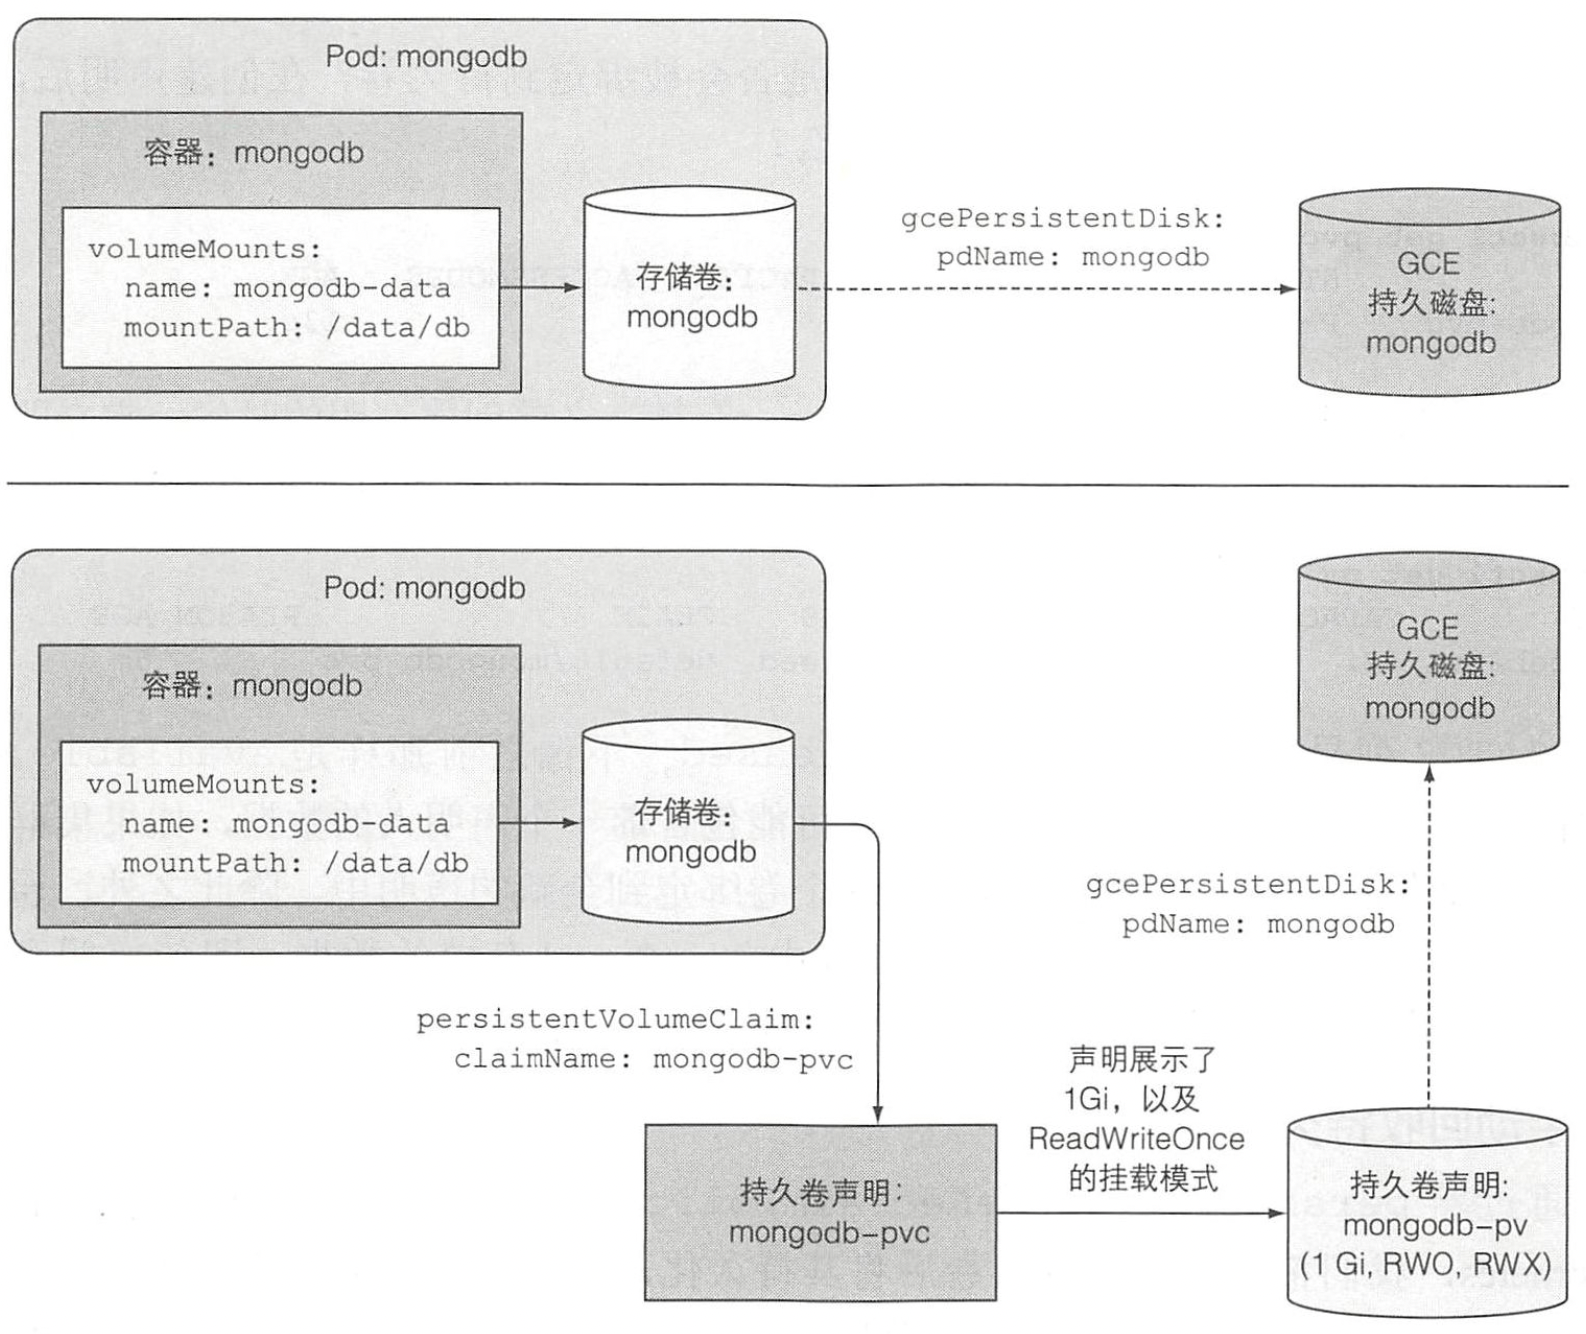 Pod: mongodb
容器：mongodb
volumeMounts:
name: mongodb-data
mountPath: /data/db
存储卷：
mongodb
gcePersistentDisk:
pdName: mongodb
GCE
持久磁盘:
mongodb
Pod: mongodb
容器：mongodb
volumeMounts:
name: mongodb-data
mountPath: /data/db
存储卷：
mongodb
GCE
持久磁盘:
mongodb
gcePersistentDisk:
pdName: mongodb
persistentVolumeClaim:
claimName: mongodb-pvc
持久卷声明：
mongodb-pvc
声明展示了
1Gi，以及
ReadWriteOnce
的挂载模式
持久卷声明:
mongodb-pv
(1 Gi, RWO, RWX)